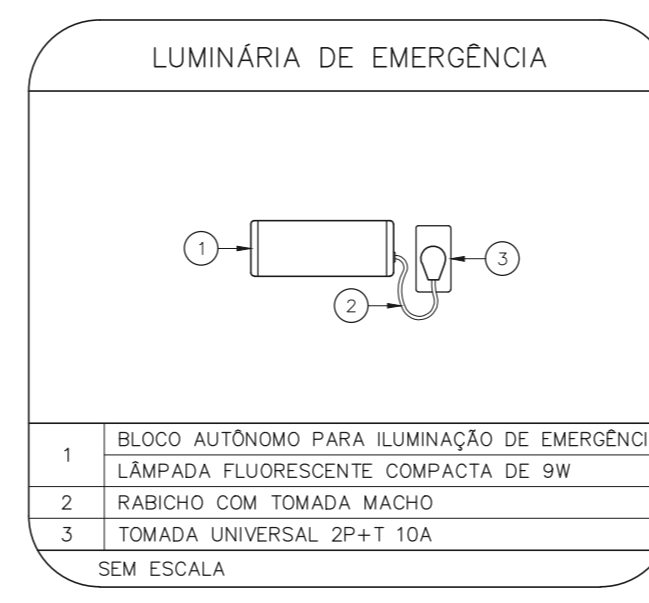 LUMINÁRIA DE EMERGÊNCIA
1
3
2
1
BLOCO AUTÔNOMO PARA ILUMINAÇÃO DE EMERGÊNCI
LÂMPADA FLUORESCENTE COMPACTA DE 9W
2 RABICHO COM TOMADA MACHO
3 TOMADA UNIVERSAL 2P+T 10A
SEM ESCALA